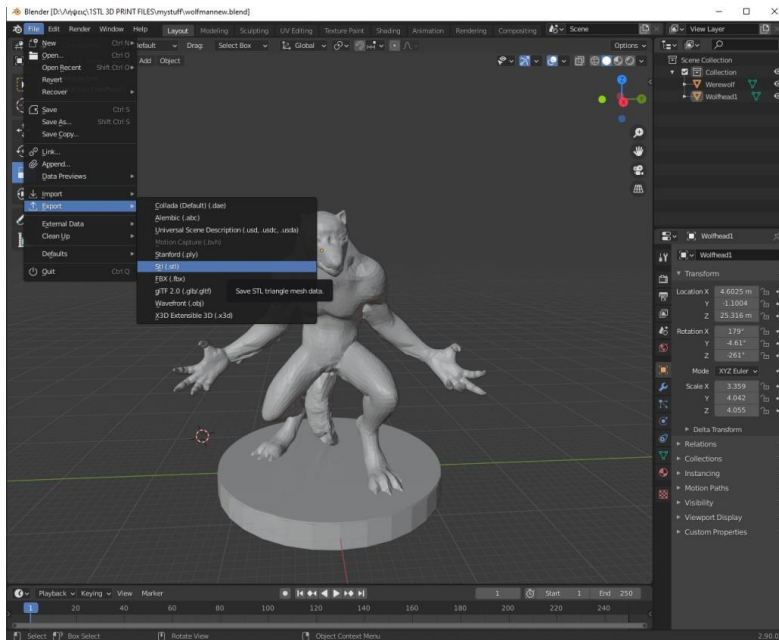 Blender [D:\Λήψεις\1STL 3D PRINT FILES\mystuff\wolfmannew.blend]
File Edit Render Window Help Layout Modeling Sculpting UV Editing Texture Paint Shading Animation Rendering Compositing Scene View Layer
Drag: Select Box Global Options
Add Object
New Ctrl N
Open... Ctrl O
Open Recent Shift Ctrl O
Revert
Recover
Save Ctrl S
Save As... Shift Ctrl S
Save Copy...
Link...
Append...
Data Previews
Import
Export
External Data
Clean Up
Defaults
Quit Ctrl Q
Collada (Default) (.dae)
Alembic (.abc)
Universal Scene Description (.usd, .usdc, .usda)
Motion Capture (.bvh)
Stanford (.ply)
Stl (.stl)
FBX (.fbx)
glTF 2.0 (.glb/.gltf)
Wavefront (.obj)
X3D Extensible 3D (.x3d)
Save STL triangle mesh data.
Scene Collection
Collection
Werewolf
Wolfhead1
Wolfhead1
Wolfhead1
Transform
Location X 4.6025 m
Y -1.1004
Z 25.316 m
Rotation X 179°
Y -4.61°
Z -261°
Mode XYZ Euler
Scale X 3.359
Y 4.042
Z 4.055
Delta Transform
Relations
Collections
Instancing
Motion Paths
Visibility
Viewport Display
Custom Properties
Playback Keying View Marker 1 Start 1 End 250
1 20 40 60 80 100 120 140 160 180 200 220 240
Select Box Select Rotate View Object Context Menu 2.90.0